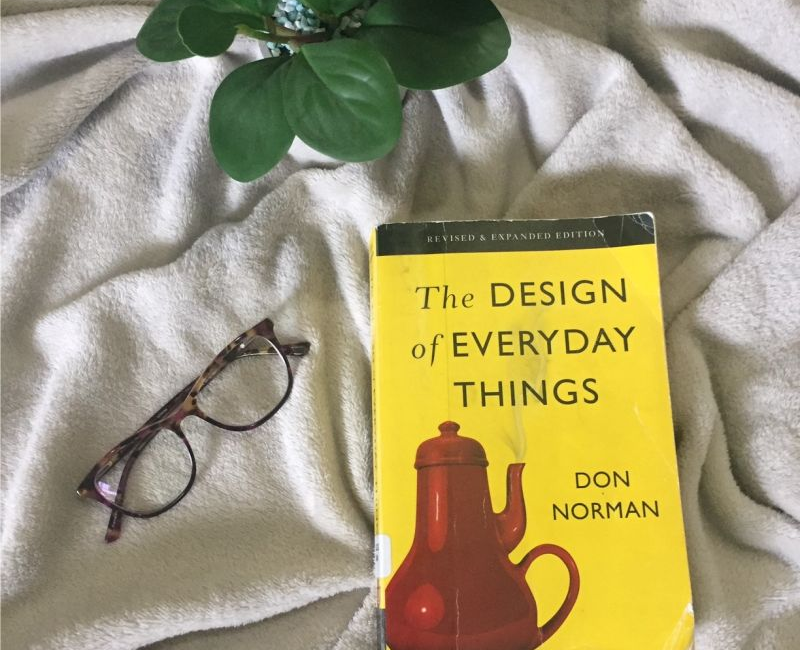 REVISED & EXPANDED EDITION
The DESIGN
of EVERYDAY
THINGS
DON
NORMAN